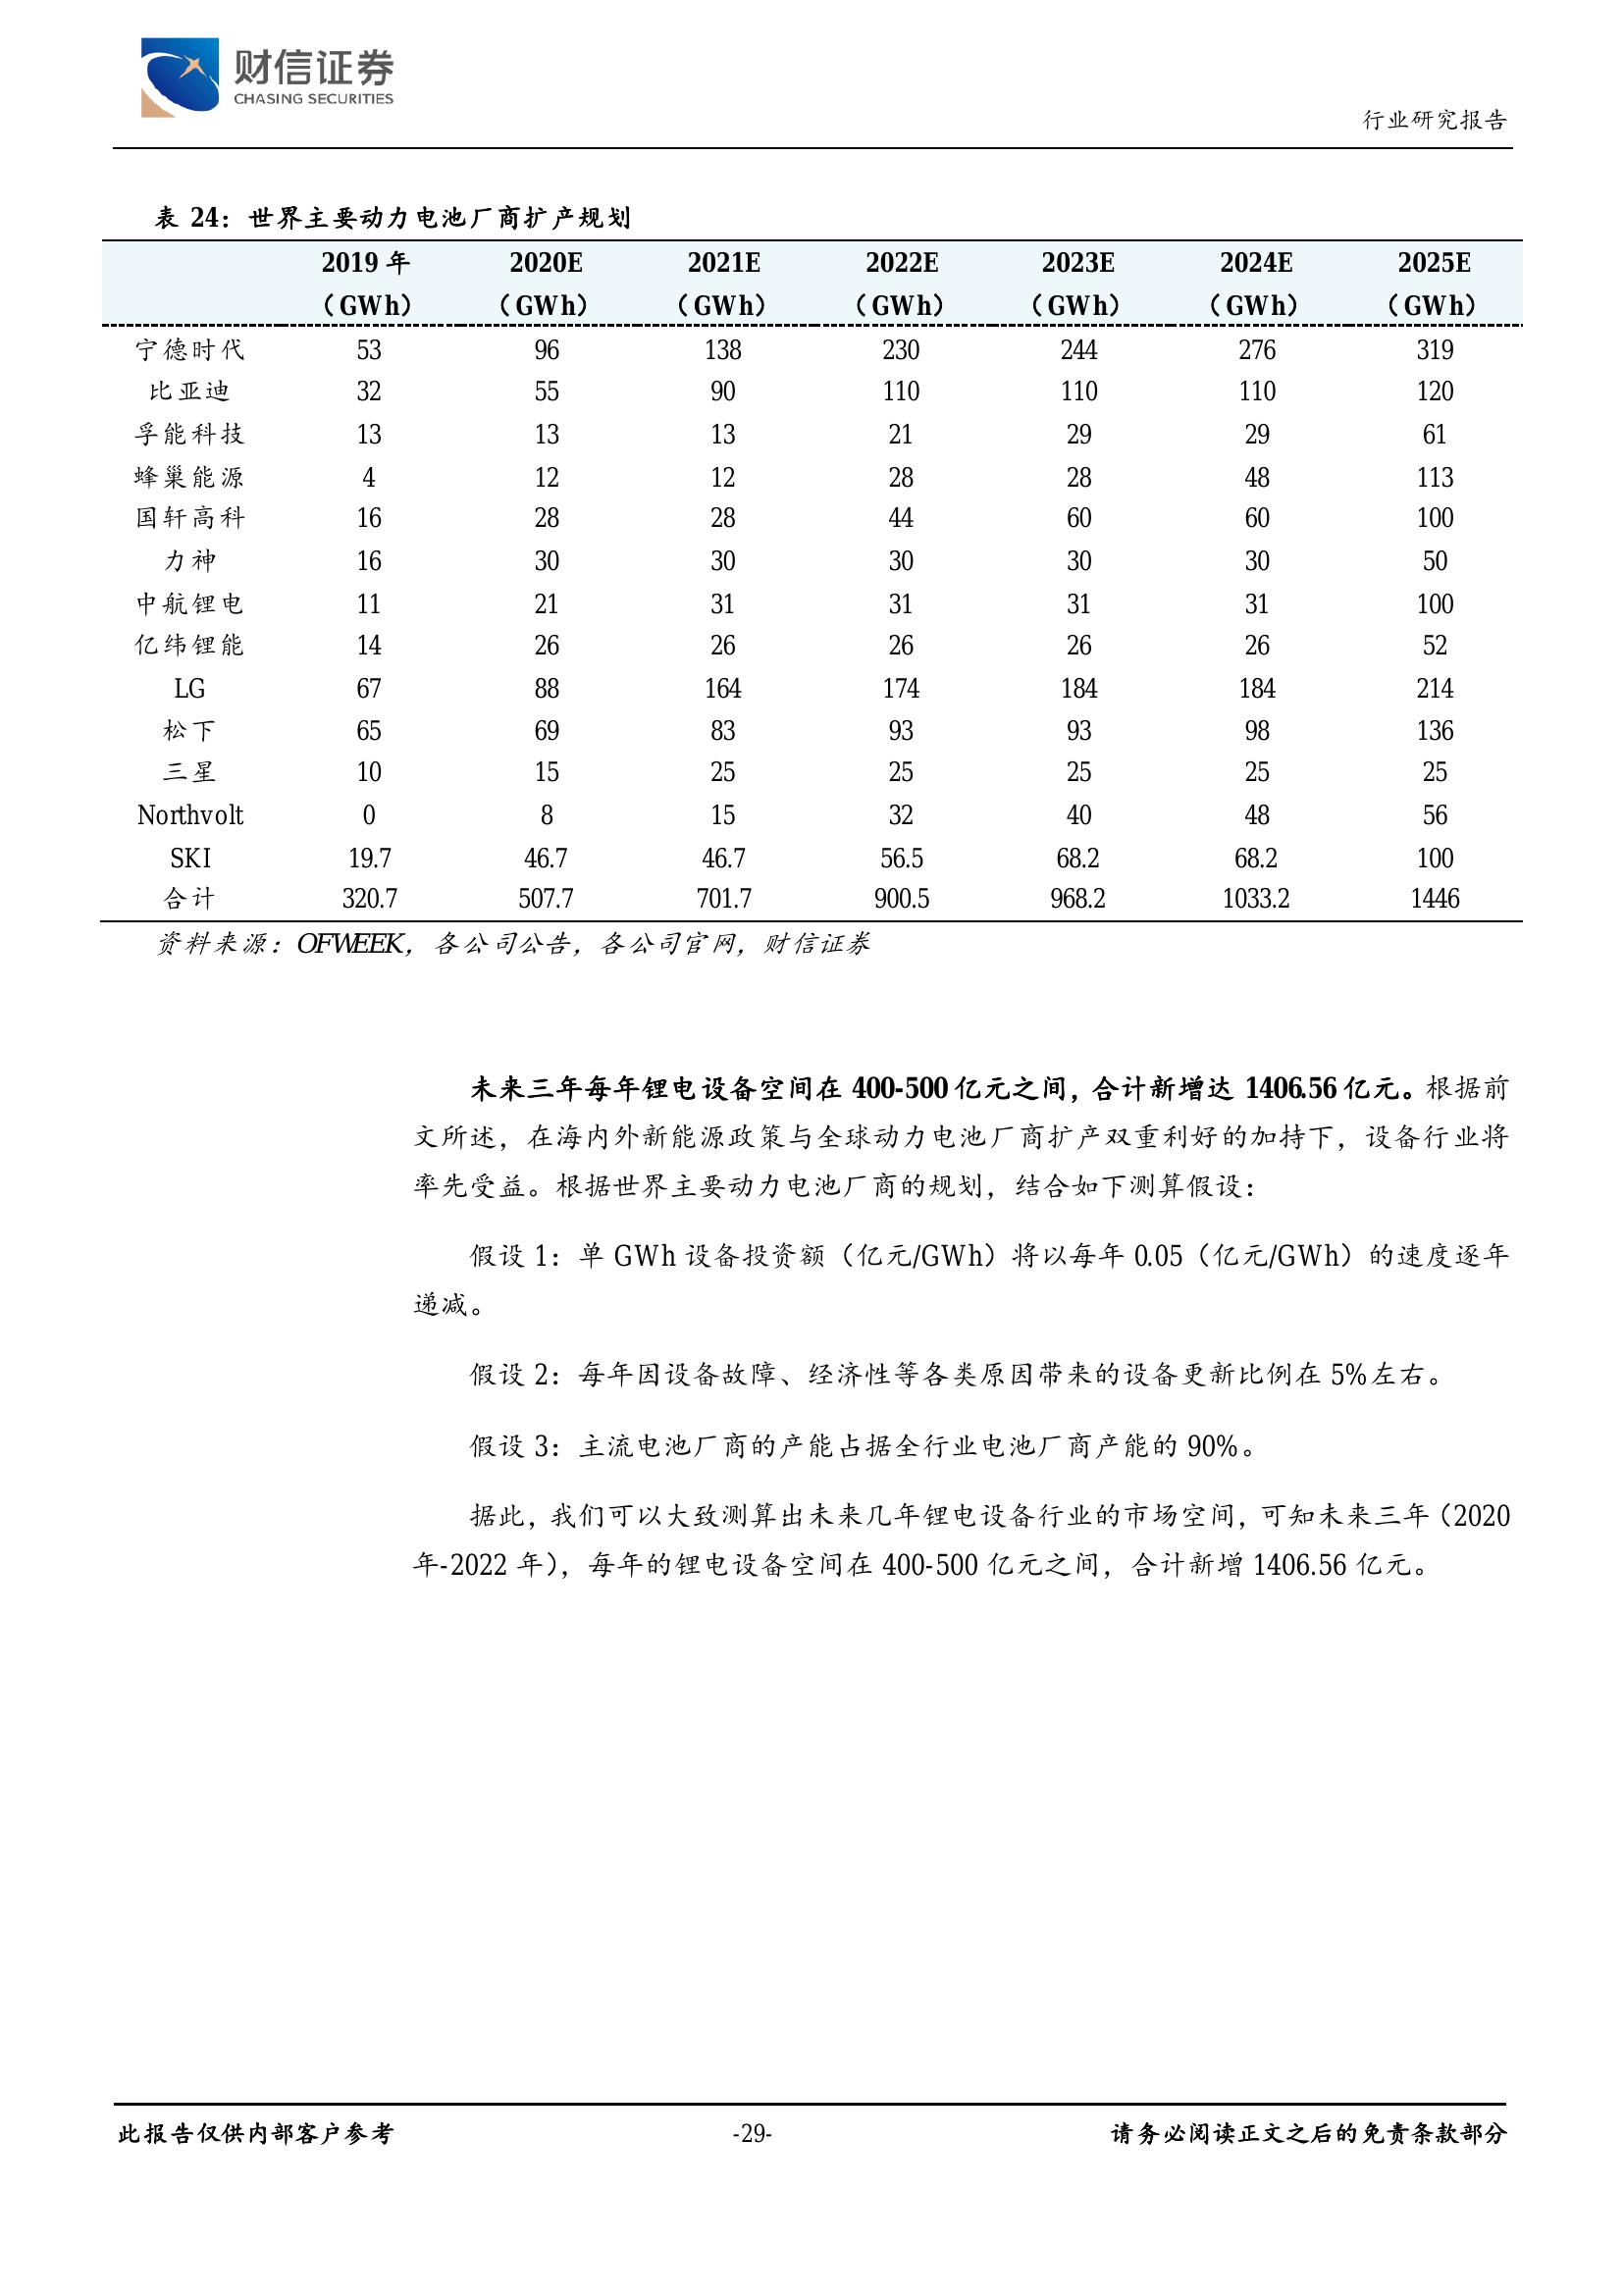 财信证券
CHASING SECURITIES
行业研究报告
表 24：世界主要动力电池厂商扩产规划
2019 年 2020E 2021E 2022E 2023E 2024E 2025E
（GWh） （GWh） （GWh） （GWh） （GWh） （GWh） （GWh）
宁德时代 53 96 138 230 244 276 319
比亚迪 32 55 90 110 110 110 120
孚能科技 13 13 13 21 29 29 61
蜂巢能源 4 12 12 28 28 48 113
国轩高科 16 28 28 44 60 60 100
力神 16 30 30 30 30 30 50
中航锂电 11 21 31 31 31 31 100
亿纬锂能 14 26 26 26 26 26 52
LG 67 88 164 174 184 184 214
松下 65 69 83 93 93 98 136
三星 10 15 25 25 25 25 25
Northvolt 0 8 15 32 40 48 56
SKI 19.7 46.7 46.7 56.5 68.2 68.2 100
合计 320.7 507.7 701.7 900.5 968.2 1033.2 1446
资料来源：OFWEEK，各公司公告，各公司官网，财信证券
未来三年每年锂电设备空间在 400-500 亿元之间，合计新增达 1406.56 亿元。根据前
文所述，在海内外新能源政策与全球动力电池厂商扩产双重利好的加持下，设备行业将
率先受益。根据世界主要动力电池厂商的规划，结合如下测算假设：
假设 1：单 GWh 设备投资额（亿元/GWh）将以每年 0.05（亿元/GWh）的速度逐年
递减。
假设 2：每年因设备故障、经济性等各类原因带来的设备更新比例在 5%左右。
假设 3：主流电池厂商的产能占据全行业电池厂商产能的 90%。
据此，我们可以大致测算出未来几年锂电设备行业的市场空间，可知未来三年（2020
年-2022 年），每年的锂电设备空间在 400-500 亿元之间，合计新增 1406.56 亿元。
此报告仅供内部客户参考 -29- 请务必阅读正文之后的免责条款部分